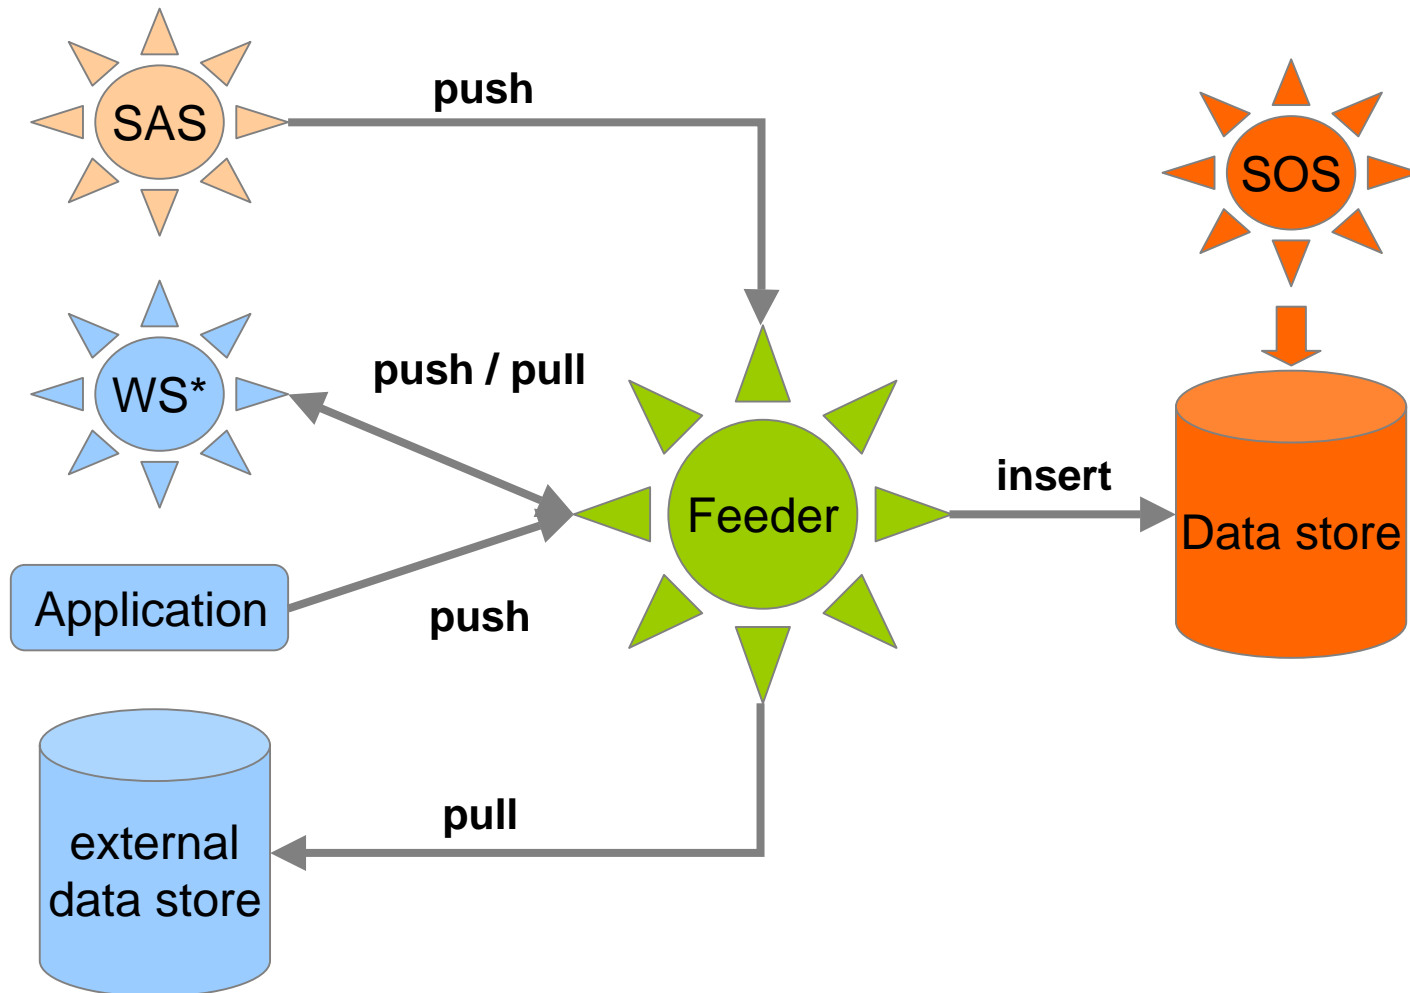 push
SAS
SOS
push / pull
WS*
insert
Feeder
Data store
Application
push
pull
external
data store